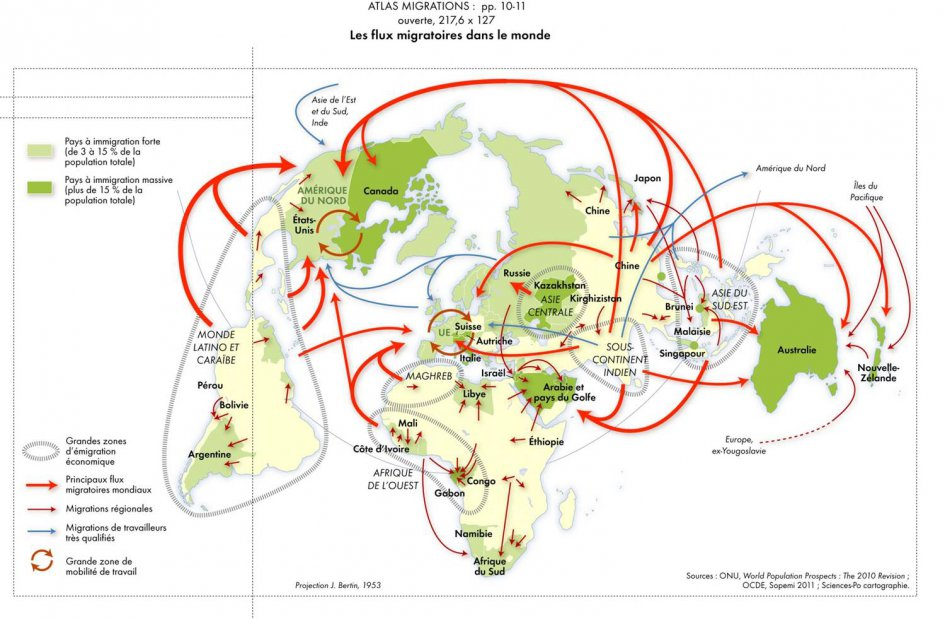 ATLAS MIGRATIONS : pp. 10-11
ouverte, 217,6 x 127
Les flux migratoires dans le monde
Pays à immigration forte
(de 3 à 15 % de la
population totale)
Pays à immigration massive
(plus de 15 % de la
population totale)
Asie de l'Est
et du Sud,
Inde
AMÉRIQUE
DU NORD
Canada
États-
Unis
Japon
Chine
Amérique du Nord
Îles du
Pacifique
Russie
Chine
Kazakhstan
ASIE
CENTRALE
Kirghizistan
ASIE DU
SUD-EST
Brunei
Malaisie
Singapour
UE
Suisse
Autriche
Italie
SOUS-
CONTINENT
INDIEN
Australie
Nouvelle-
Zélande
MONDE
LATINO ET
CARAÏBE
Pérou
Bolivie
Argentine
MAGHREB
Israël
Libye
Arabie et
pays du Golfe
Mali
Côte d'Ivoire
Éthiopie
AFRIQUE
DE L'OUEST
Congo
Gabon
Namibie
Afrique
du Sud
Europe,
ex-Yougoslavie
Grandes zones
d'émigration
économique
Principaux flux
migratoires mondiaux
Migrations régionales
Migrations de travailleurs
très qualifiés
Grande zone de
mobilité de travail
Projection J. Bertin, 1953
Sources : ONU, World Population Prospects : The 2010 Revision ;
OCDE, Sopemi 2011 ; Sciences-Po cartographie.